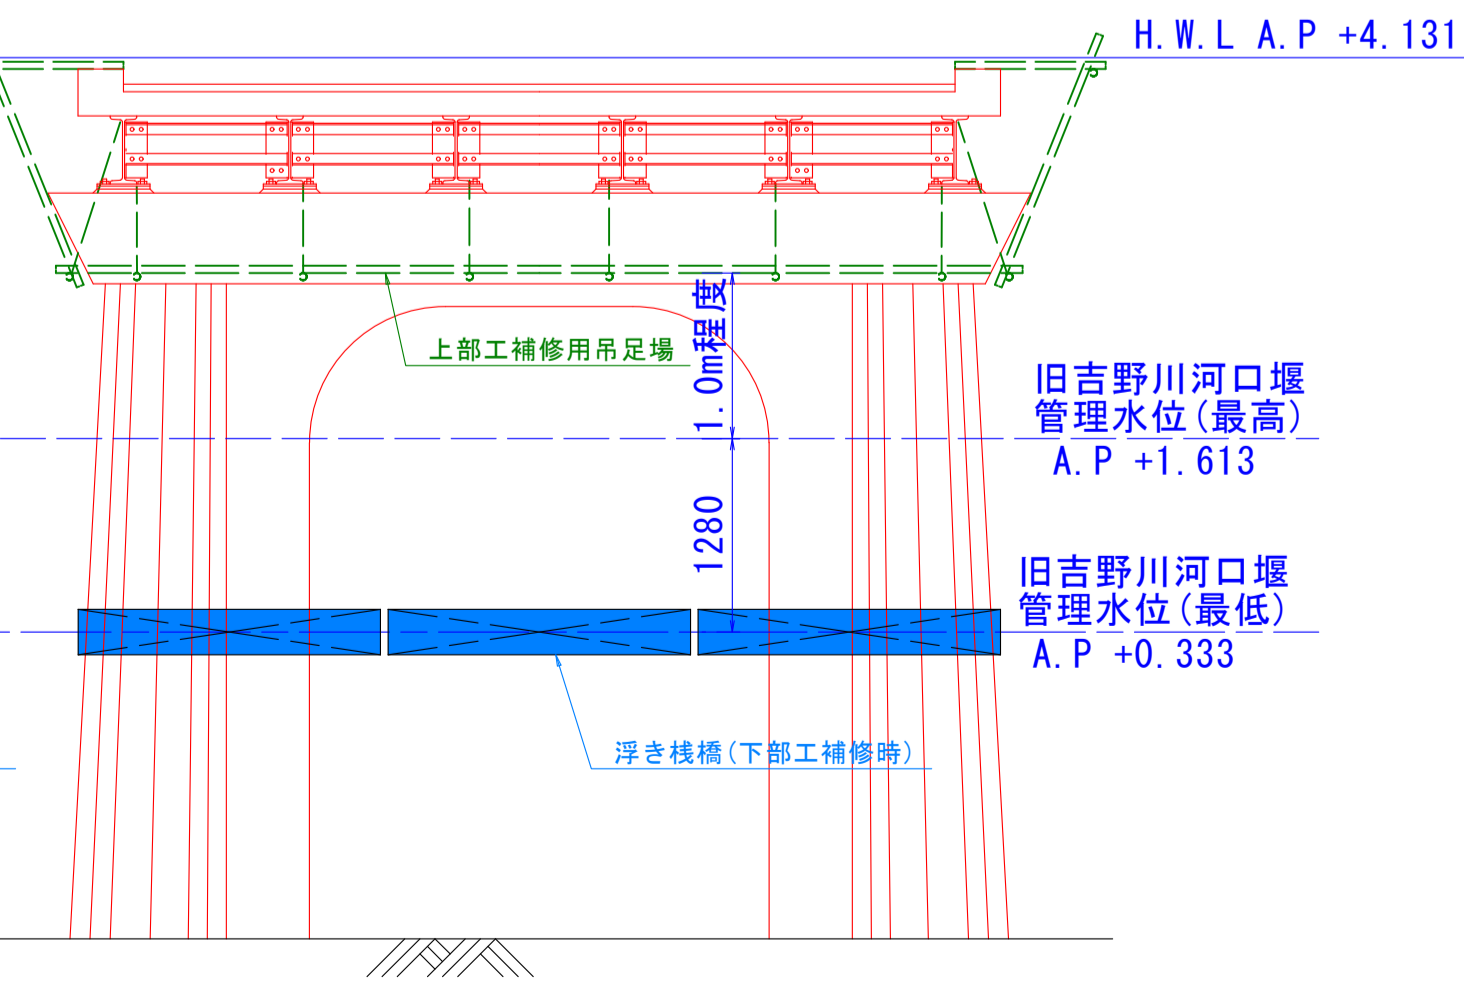 H.W.L A.P +4.131
上部工補修用吊足場
1.0m程度
旧吉野川河口堰
管理水位(最高)
A.P +1.613
1280
旧吉野川河口堰
管理水位(最低)
A.P +0.333
浮き桟橋(下部工補修時)